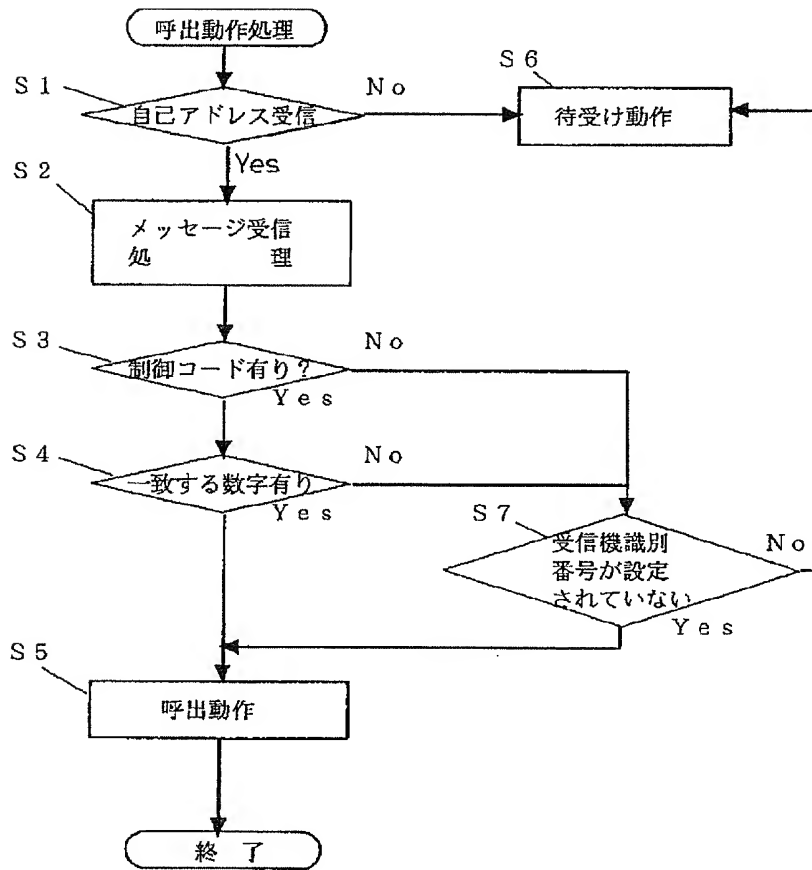 呼出動作処理
S6
S1
No
自己アドレス受信
待受け動作
Yes
S2
メッセージ受信
処 理
S3
No
制御コード有り?
Yes
S4
No
一致する数字有り
Yes
S7
受信機識別
番号が設定
されていない
No
Yes
S5
呼出動作
終 了